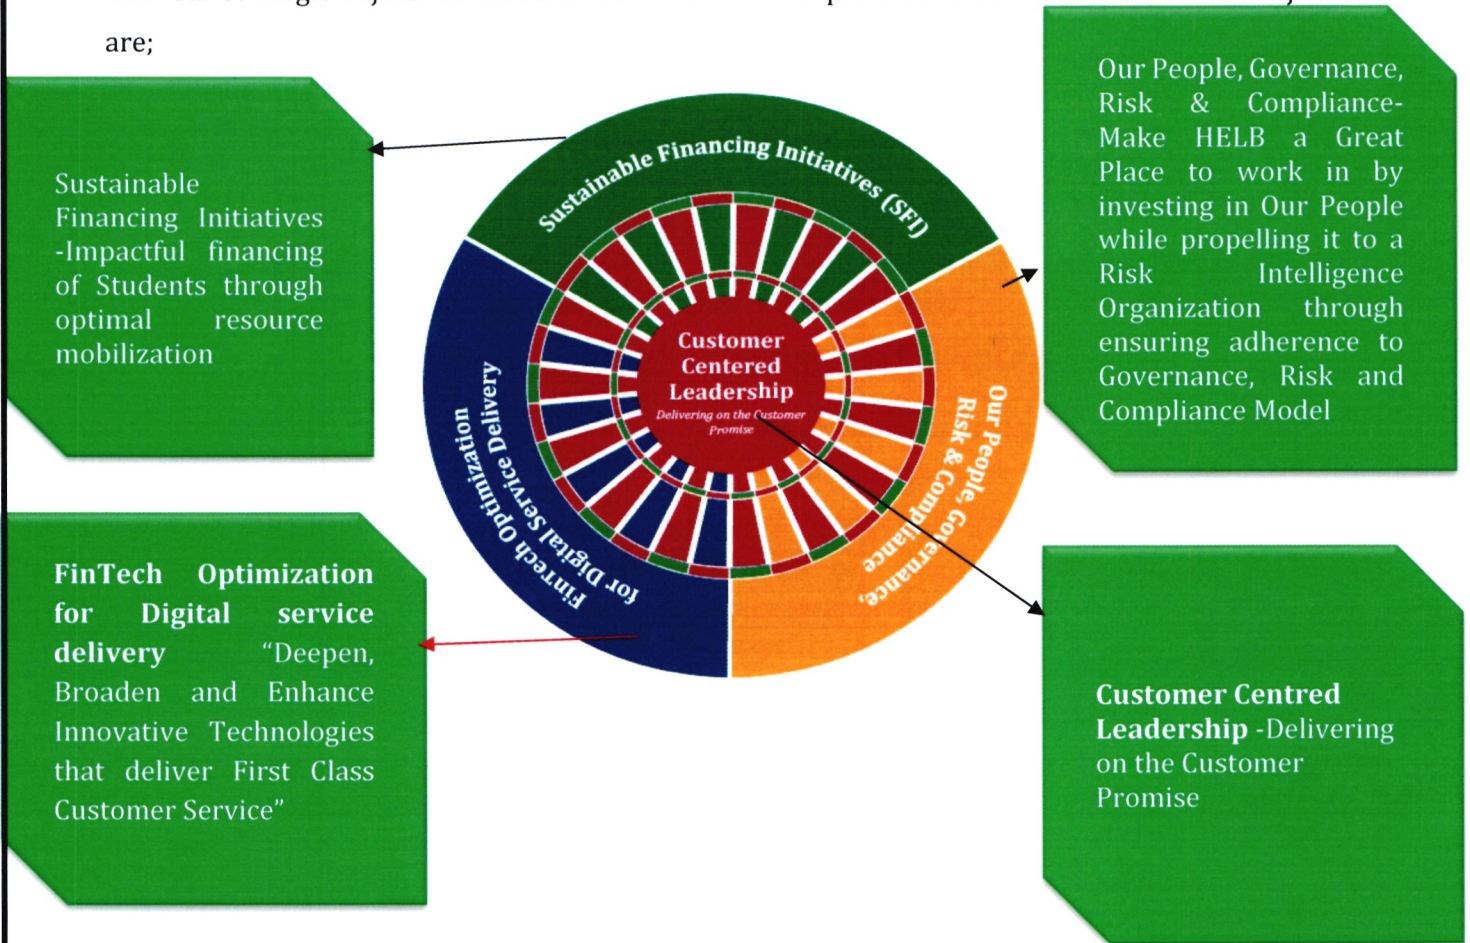 are;
Sustainable
Financing Initiatives
-Impactful financing
of Students through
optimal resource
mobilization
Our People, Governance,
Risk & Compliance-
Make HELB a Great
Place to work in by
investing in Our People
while propelling it to a
Risk Intelligence
Organization through
ensuring adherence to
Governance, Risk and
Compliance Model
Sustainable Financing Initiatives (SFI)
Customer
Centered
Leadership
Delivering on the Customer
Promise
FinTech Optimization
for Digital Service Delivery
Our People, Governance,
Risk & Compliance
FinTech Optimization
for Digital service
delivery “Deepen,
Broaden and Enhance
Innovative Technologies
that deliver First Class
Customer Service”
Customer Centred
Leadership -Delivering
on the Customer
Promise